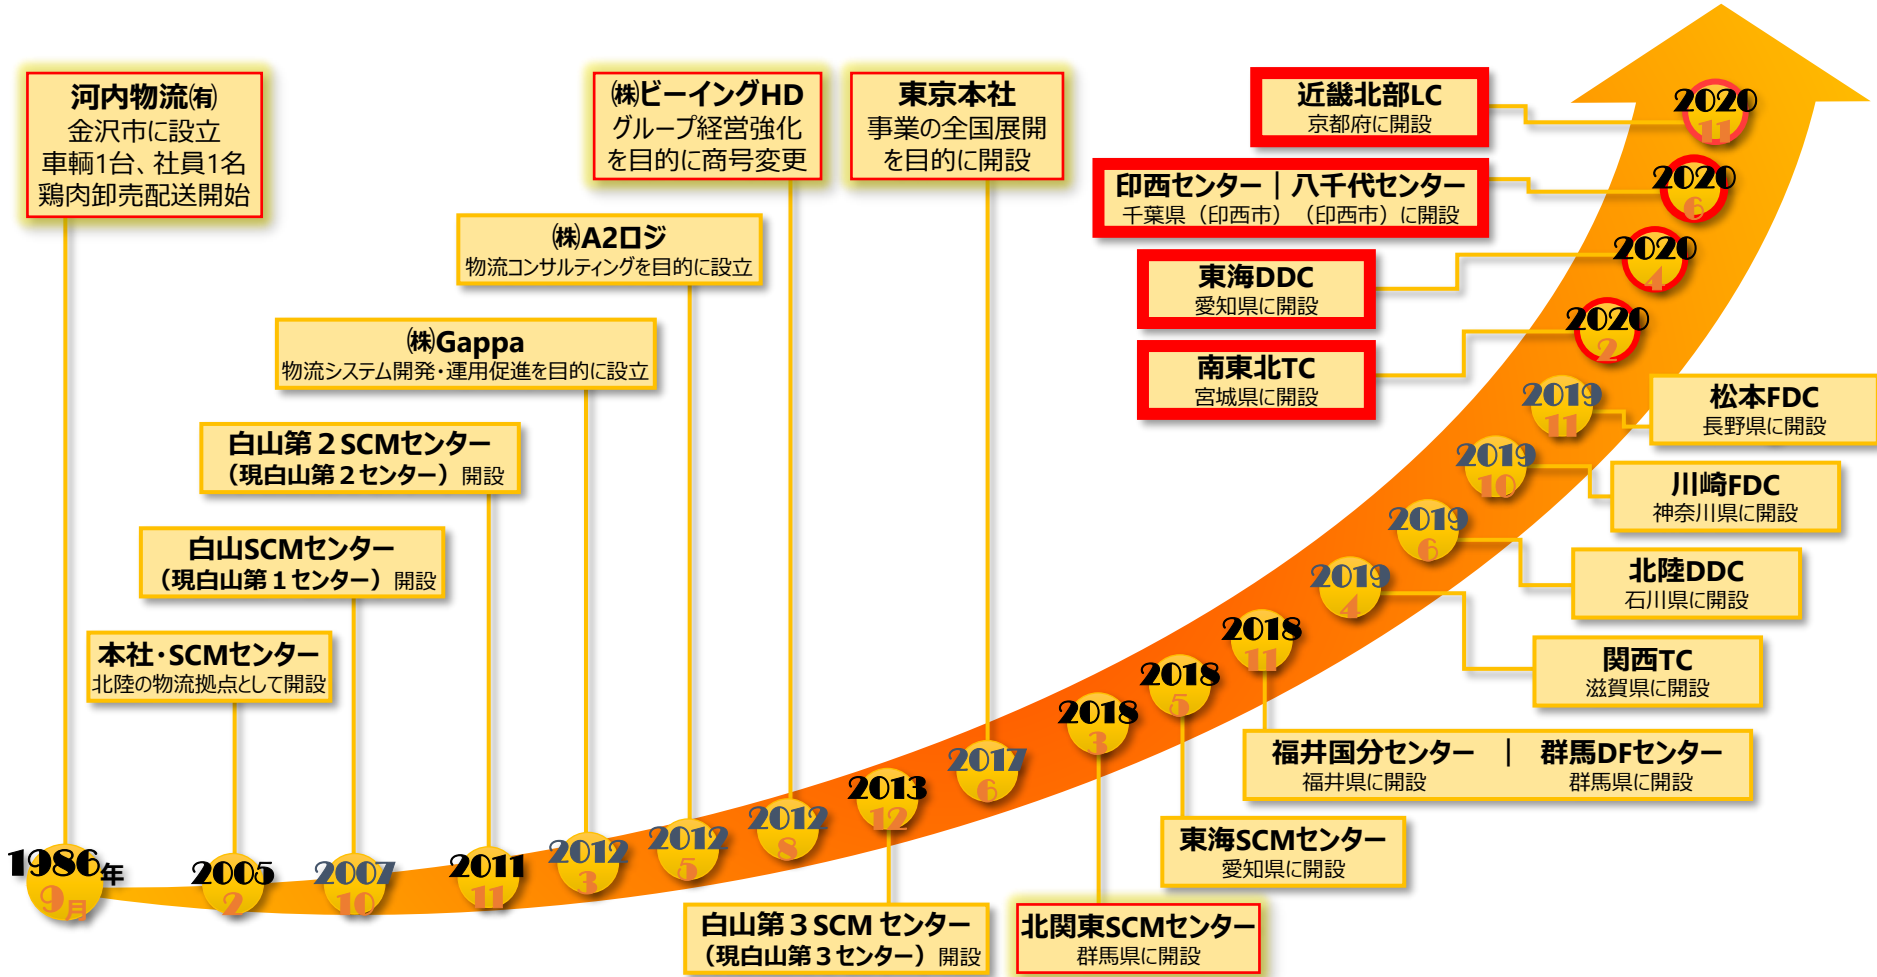 河内物流㈲
金沢市に設立
車輌1台、社員1名
鶏肉卸売配送開始
1986年
9月
本社・SCMセンター
北陸の物流拠点として開設
2005
2
白山SCMセンター
（現白山第１センター）開設
2007
10
白山第２SCMセンター
（現白山第２センター）開設
2011
11
㈱Gappa
物流システム開発・運用促進を目的に設立
2012
3
㈱A2ロジ
物流コンサルティングを目的に設立
2012
5
㈱ビーイングHD
グループ経営強化
を目的に商号変更
2012
8
白山第３SCM センター
（現白山第３センター）開設
2013
12
東京本社
事業の全国展開
を目的に開設
2017
6
北関東SCMセンター
群馬県に開設
2018
3
東海SCMセンター
愛知県に開設
2018
5
福井国分センター ｜ 群馬DFセンター
福井県に開設 群馬県に開設
2018
11
関西TC
滋賀県に開設
2019
4
北陸DDC
石川県に開設
2019
6
川崎FDC
神奈川県に開設
2019
10
松本FDC
長野県に開設
2019
11
南東北TC
宮城県に開設
2020
2
東海DDC
愛知県に開設
2020
4
印西センター｜八千代センター
千葉県（印西市）（印西市）に開設
2020
6
近畿北部LC
京都府に開設
2020
11